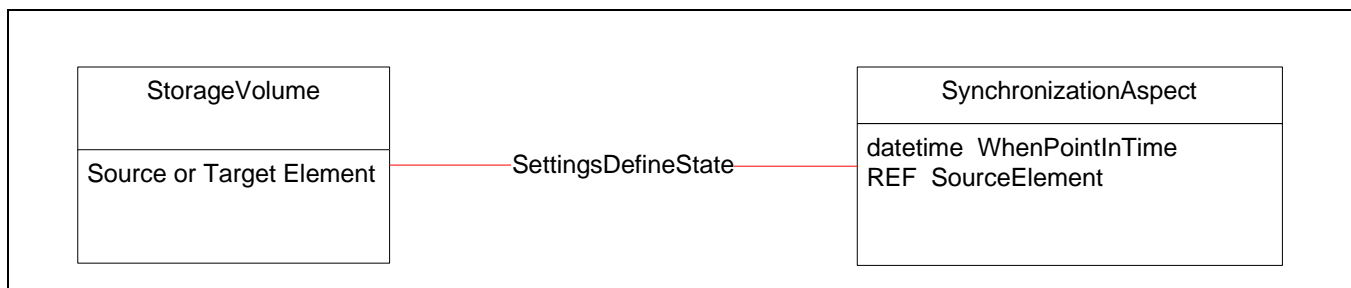 StorageVolume
Source or Target Element
SettingsDefineState
SynchronizationAspect
datetime  WhenPointInTime
REF  SourceElement